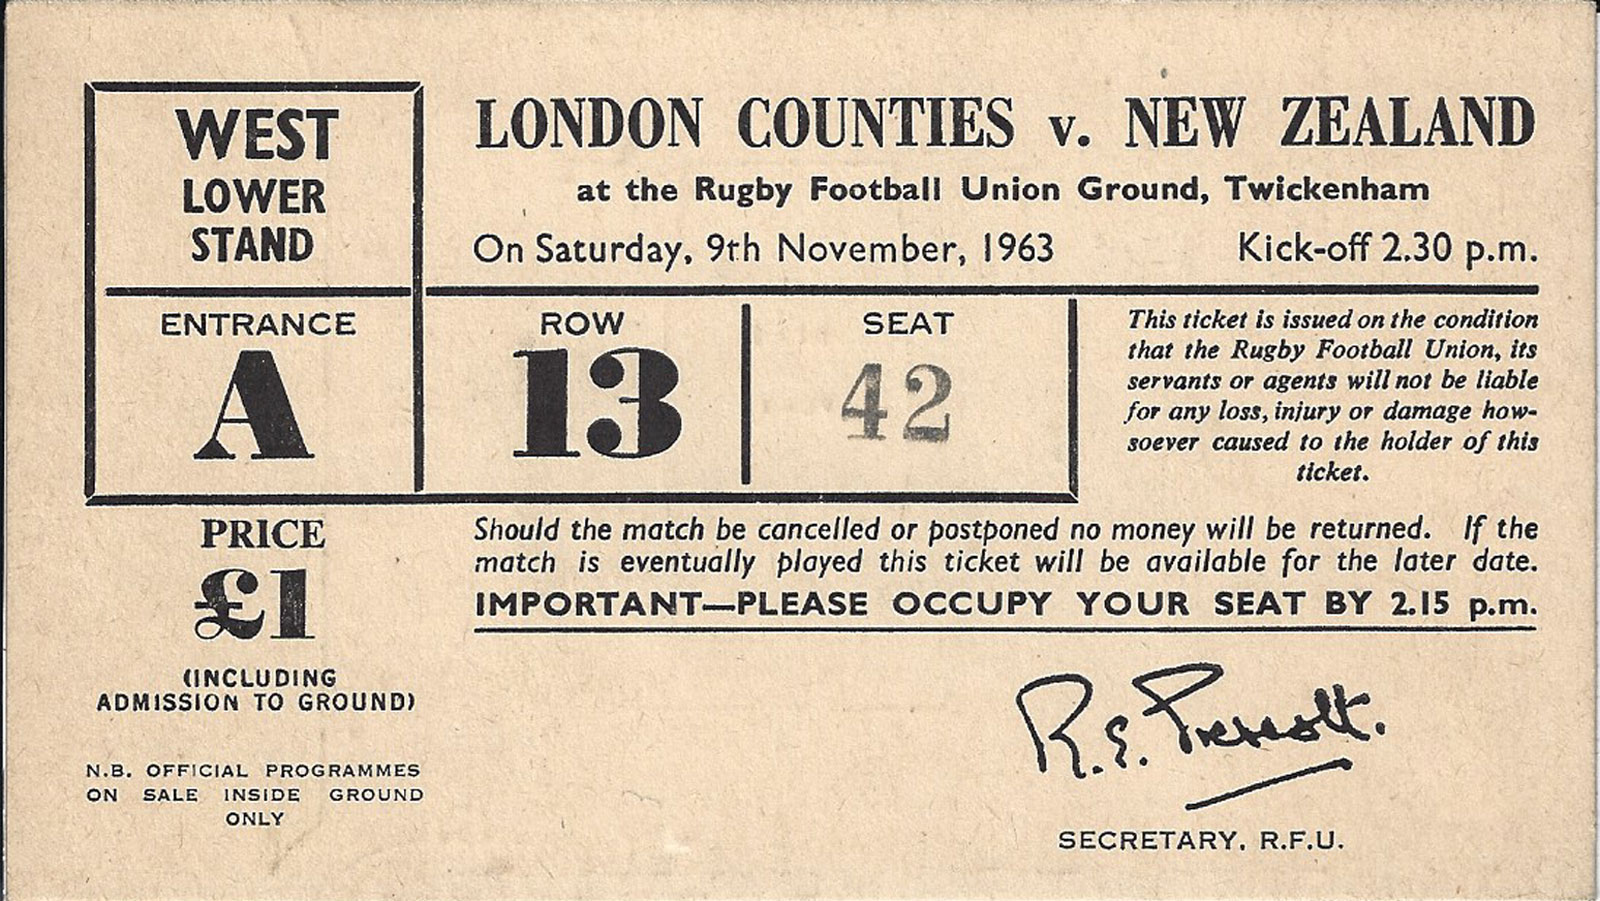 WEST
LOWER
STAND
LONDON COUNTIES v. NEW ZEALAND
at the Rugby Football Union Ground, Twickenham
On Saturday, 9th November, 1963 Kick-off 2.30 p.m.
ENTRANCE
A
ROW
13
SEAT
42
This ticket is issued on the condition
that the Rugby Football Union, its
servants or agents will not be liable
for any loss, injury or damage how-
soever caused to the holder of this
ticket.
PRICE
£1
(INCLUDING
ADMISSION TO GROUND)
N.B. OFFICIAL PROGRAMMES
ON SALE INSIDE GROUND
ONLY
Should the match be cancelled or postponed no money will be returned. If the
match is eventually played this ticket will be available for the later date.
IMPORTANT—PLEASE OCCUPY YOUR SEAT BY 2.15 p.m.
R.E. Prescott.
SECRETARY, R.F.U.